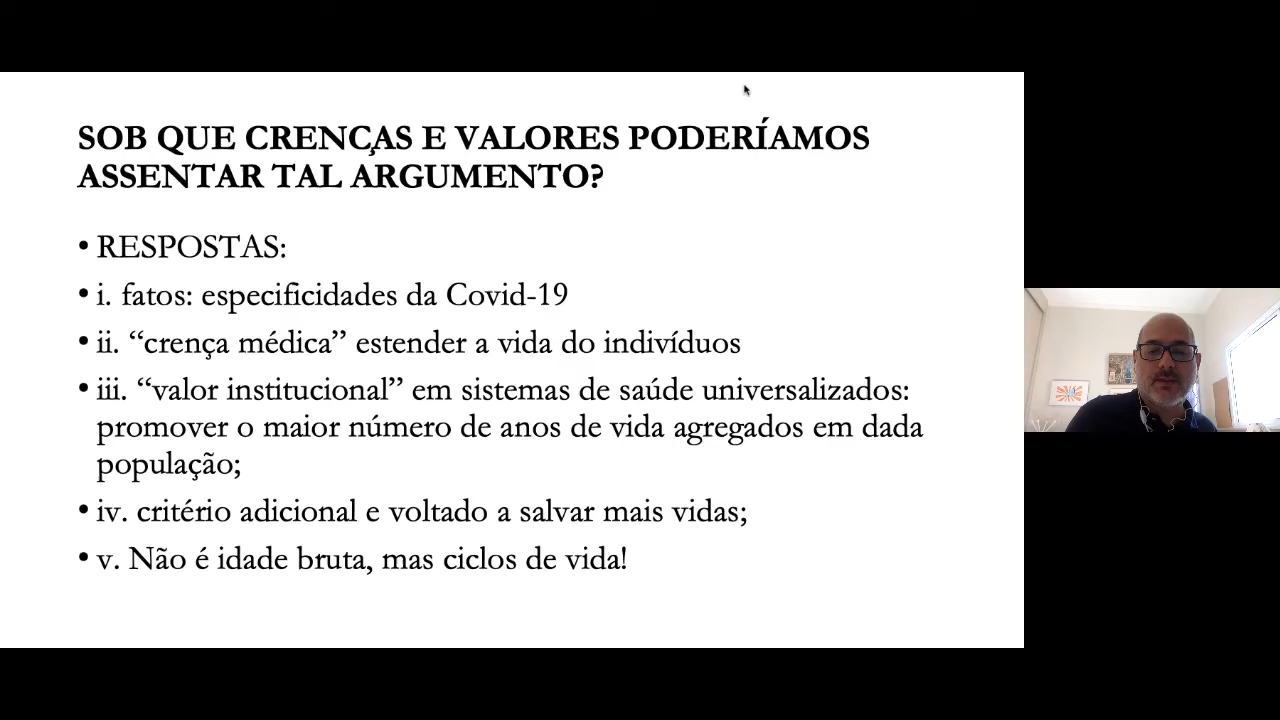 SOB QUE CRENÇAS E VALORES PODERÍAMOS
ASSENTAR TAL ARGUMENTO?
• RESPOSTAS:
• i. fatos: especificidades da Covid-19
• ii. “crença médica” estender a vida do indivíduos
• iii. “valor institucional” em sistemas de saúde universalizados:
promover o maior número de anos de vida agregados em dada
população;
• iv. critério adicional e voltado a salvar mais vidas;
• v. Não é idade bruta, mas ciclos de vida!